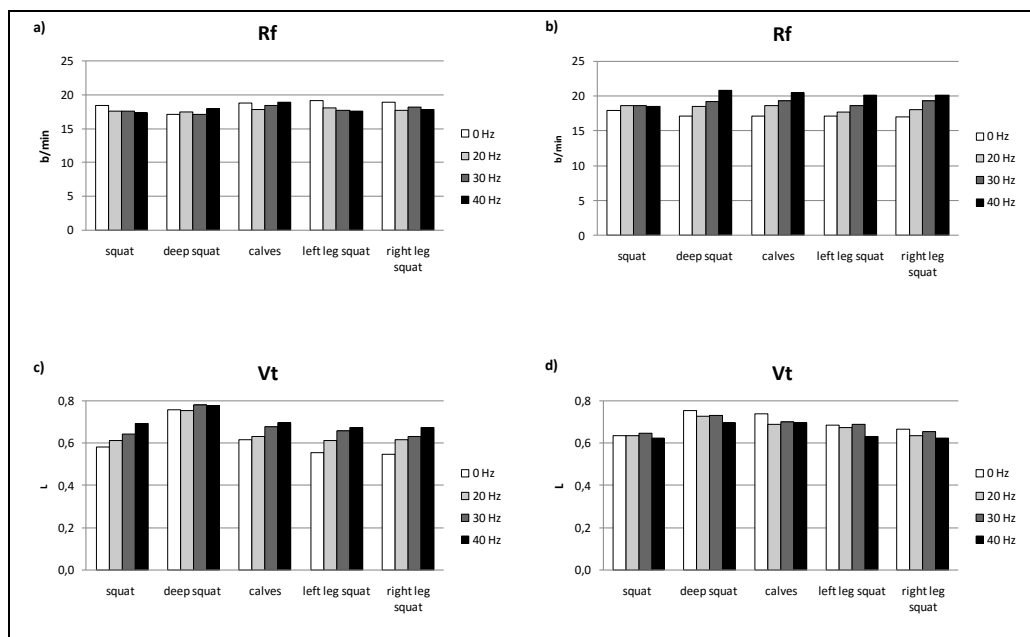 a)
Rf
25
20
15
10
5
0
b/min
squat
deep squat
calves
left leg squat
right leg
squat
0 Hz
20 Hz
30 Hz
40 Hz
b)
Rf
25
20
15
10
5
0
b/min
squat
deep squat
calves
left leg squat
right leg
squat
0 Hz
20 Hz
30 Hz
40 Hz
c)
Vt
0,8
0,6
0,4
0,2
0,0
L
squat
deep squat
calves
left leg squat
right leg
squat
0 Hz
20 Hz
30 Hz
40 Hz
d)
Vt
0,8
0,6
0,4
0,2
0,0
L
squat
deep squat
calves
left leg squat
right leg
squat
0 Hz
20 Hz
30 Hz
40 Hz